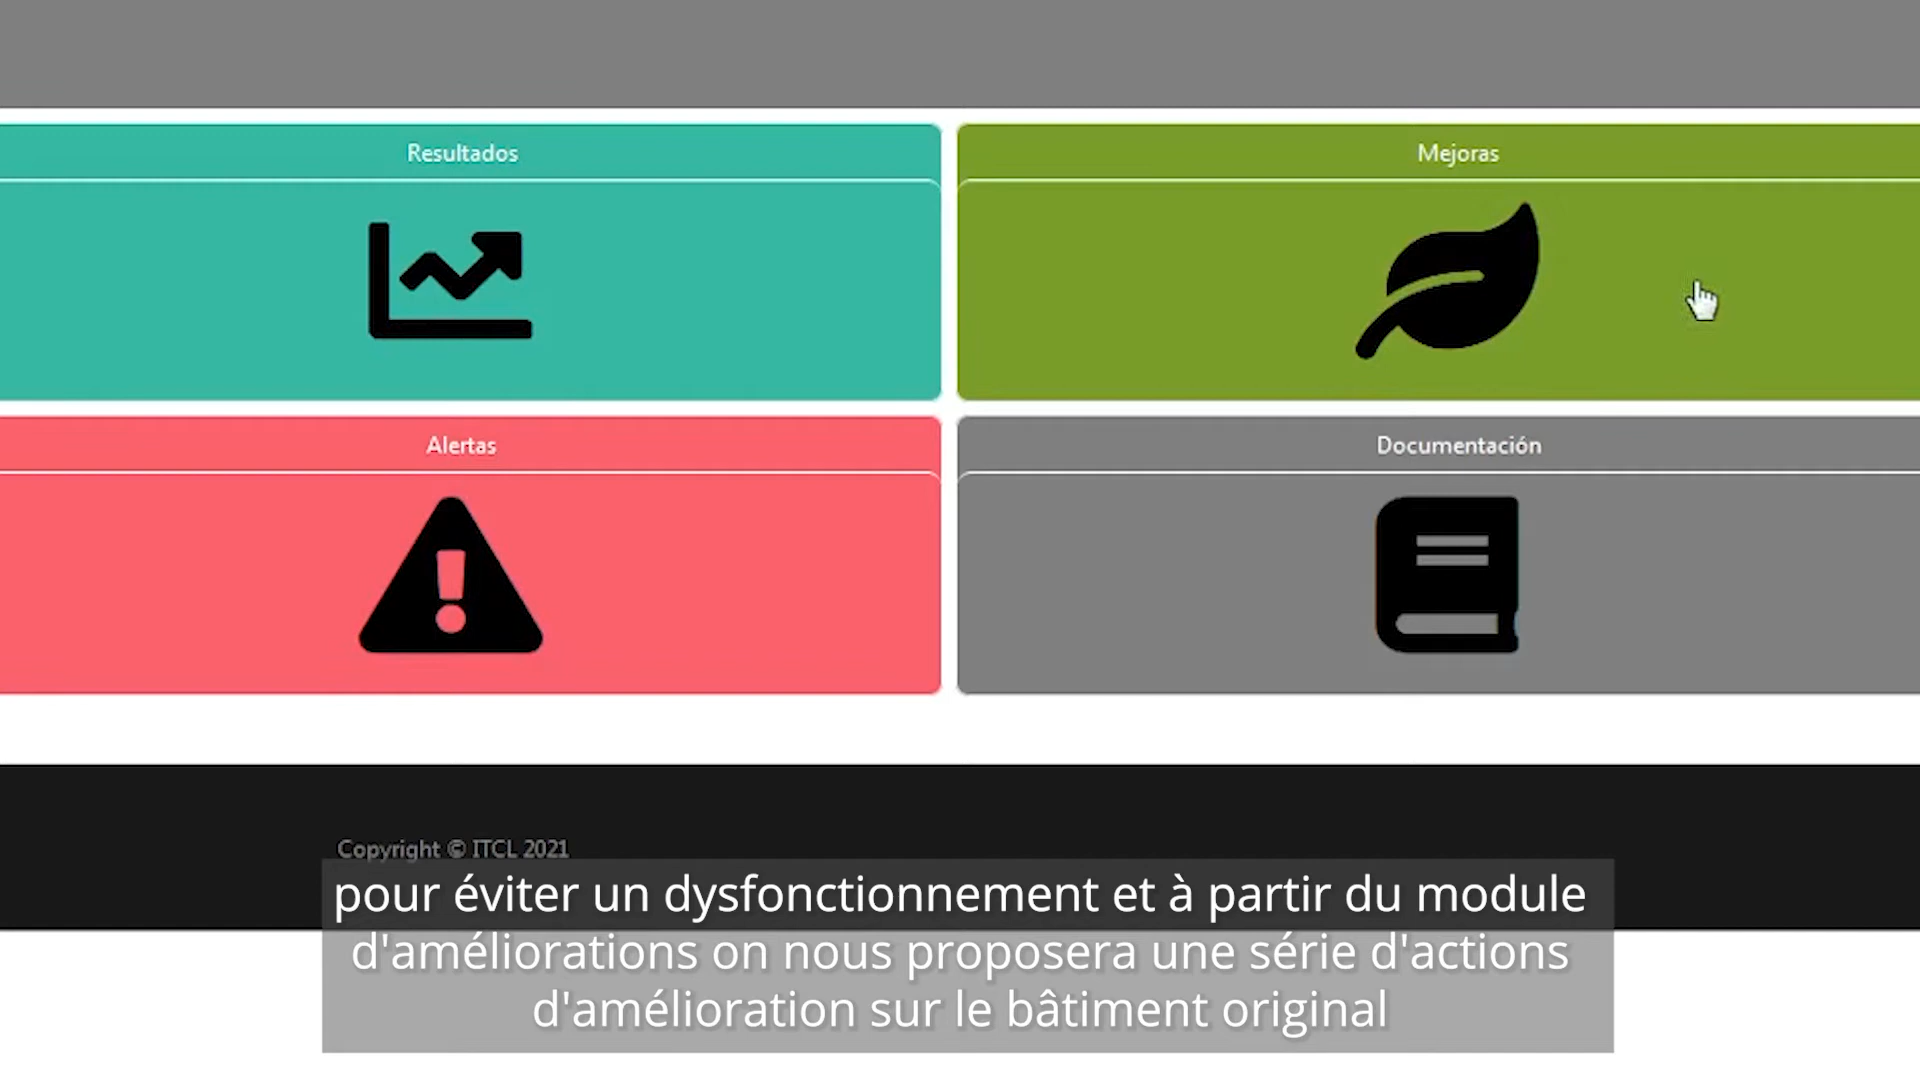 Resultados
Mejoras
Alertas
Documentación
Copyright © ITCL 2021
pour éviter un dysfonctionnement et à partir du module
d'améliorations on nous proposera une série d'actions
d'amélioration sur le bâtiment original